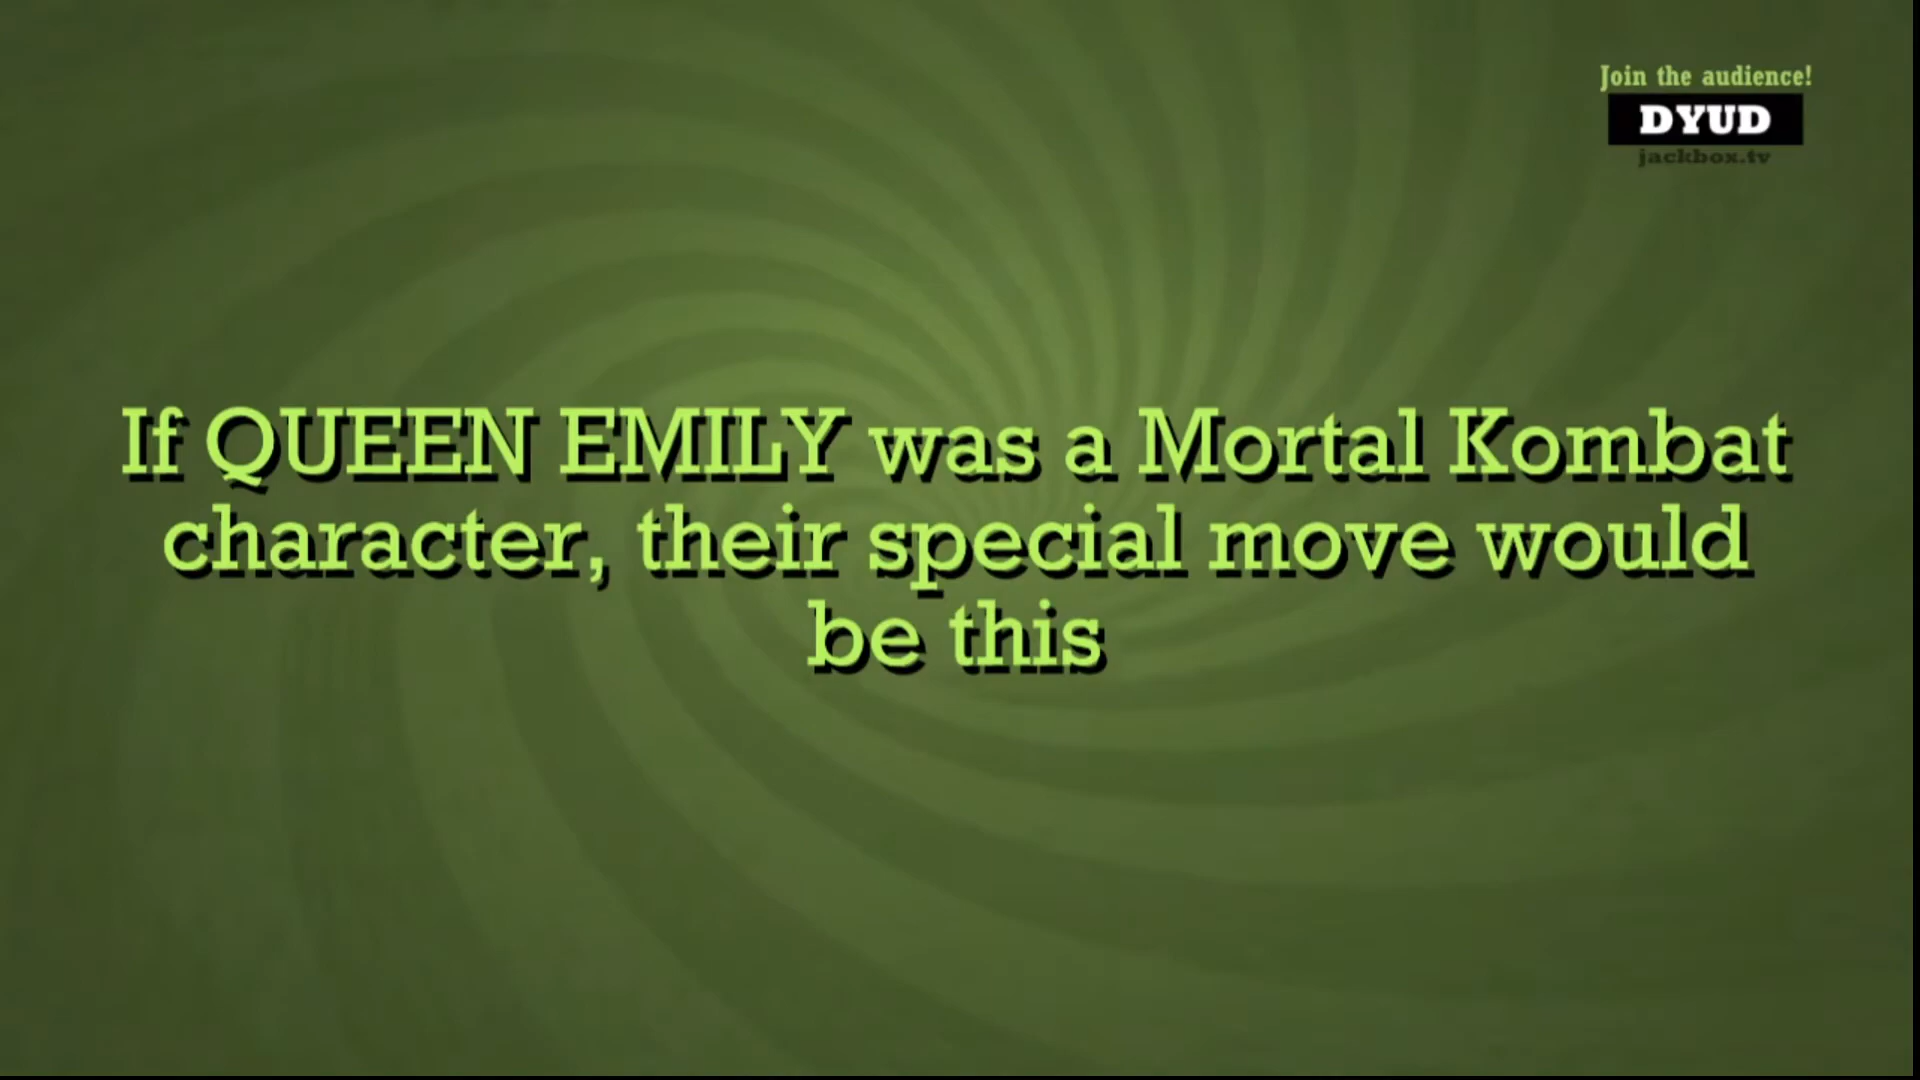 Join the audience!
DYUD
jackbox.tv
If QUEEN EMILY was a Mortal Kombat
character, their special move would
be this